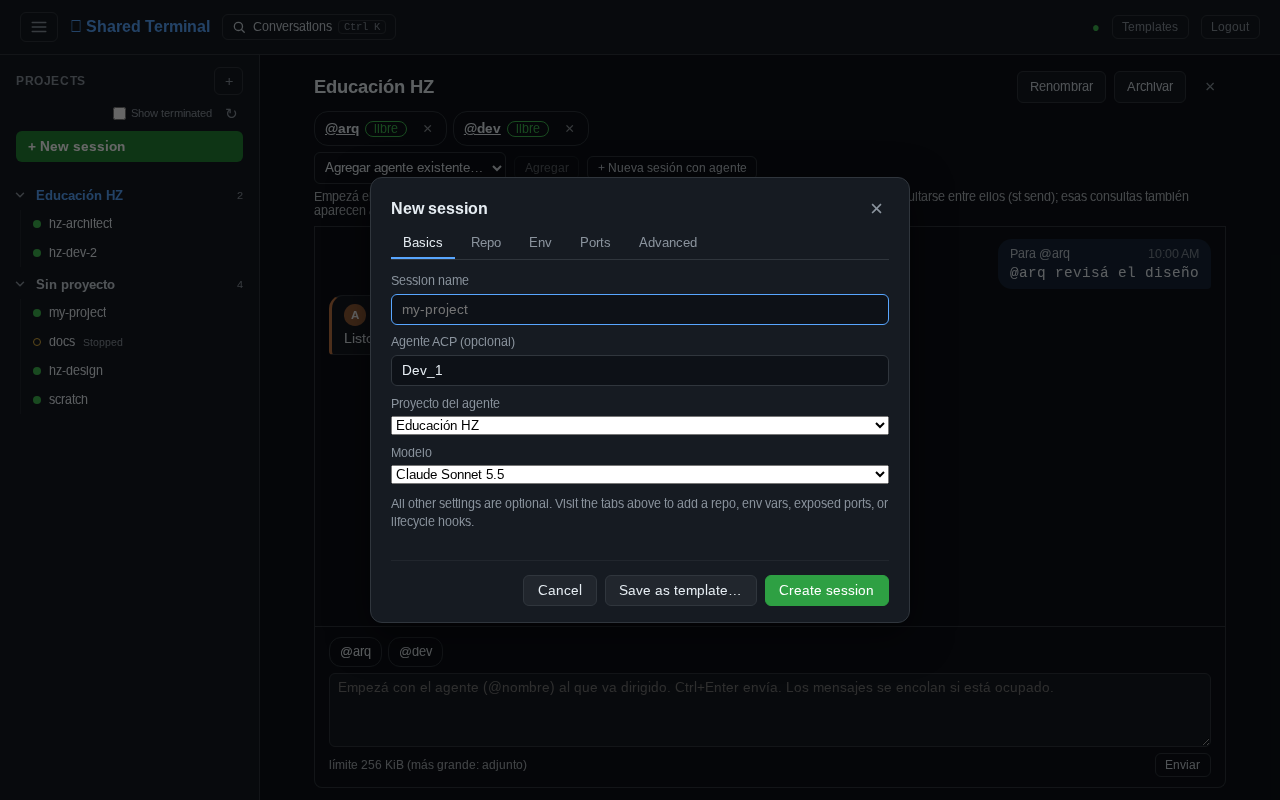 Shared Terminal
Conversations Ctrl K
Templates
Logout
PROJECTS
+
Show terminated
↻
+ New session
Educación HZ 2
hz-architect
hz-dev-2
Sin proyecto 4
my-project
docs Stopped
hz-design
scratch
Educación HZ
Renombrar
Archivar
×
@arq libre ×
@dev libre ×
Agregar agente existente…
Agregar
+ Nueva sesión con agente
Empezá
ultarse entre ellos (st send); esas consultas también
aparecen
Para @arq 10:00 AM
@arq revisá el diseño
A
Listo
New session
×
Basics
Repo
Env
Ports
Advanced
Session name
my-project
Agente ACP (opcional)
Dev_1
Proyecto del agente
Educación HZ
Modelo
Claude Sonnet 5.5
All other settings are optional. Visit the tabs above to add a repo, env vars, exposed ports, or
lifecycle hooks.
Cancel
Save as template…
Create session
@arq
@dev
Empezá con el agente (@nombre) al que va dirigido. Ctrl+Enter envía. Los mensajes se encolan si está ocupado.
límite 256 KiB (más grande: adjunto)
Enviar